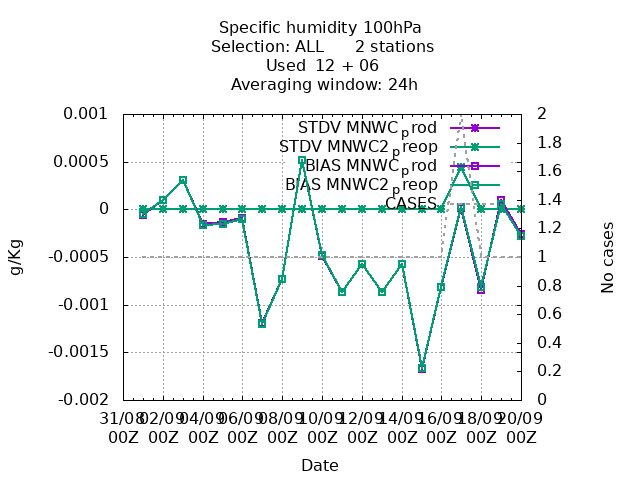 Specific humidity 100hPa
Selection: ALL 2 stations
Used 12 + 06
Averaging window: 24h
0.001
0.0005
0
-0.0005
-0.001
-0.0015
-0.002
g/Kg
STDV MNWC_prod
STDV MNWC2_preop
BIAS MNWC_prod
BIAS MNWC2_preop
CASES
2
1.8
1.6
1.4
1.2
1
0.8
0.6
0.4
0.2
0
No cases
31/08 02/09 04/09 06/09 08/09 10/09 12/09 14/09 16/09 18/09 20/09
00Z 00Z 00Z 00Z 00Z 00Z 00Z 00Z 00Z 00Z 00Z
Date